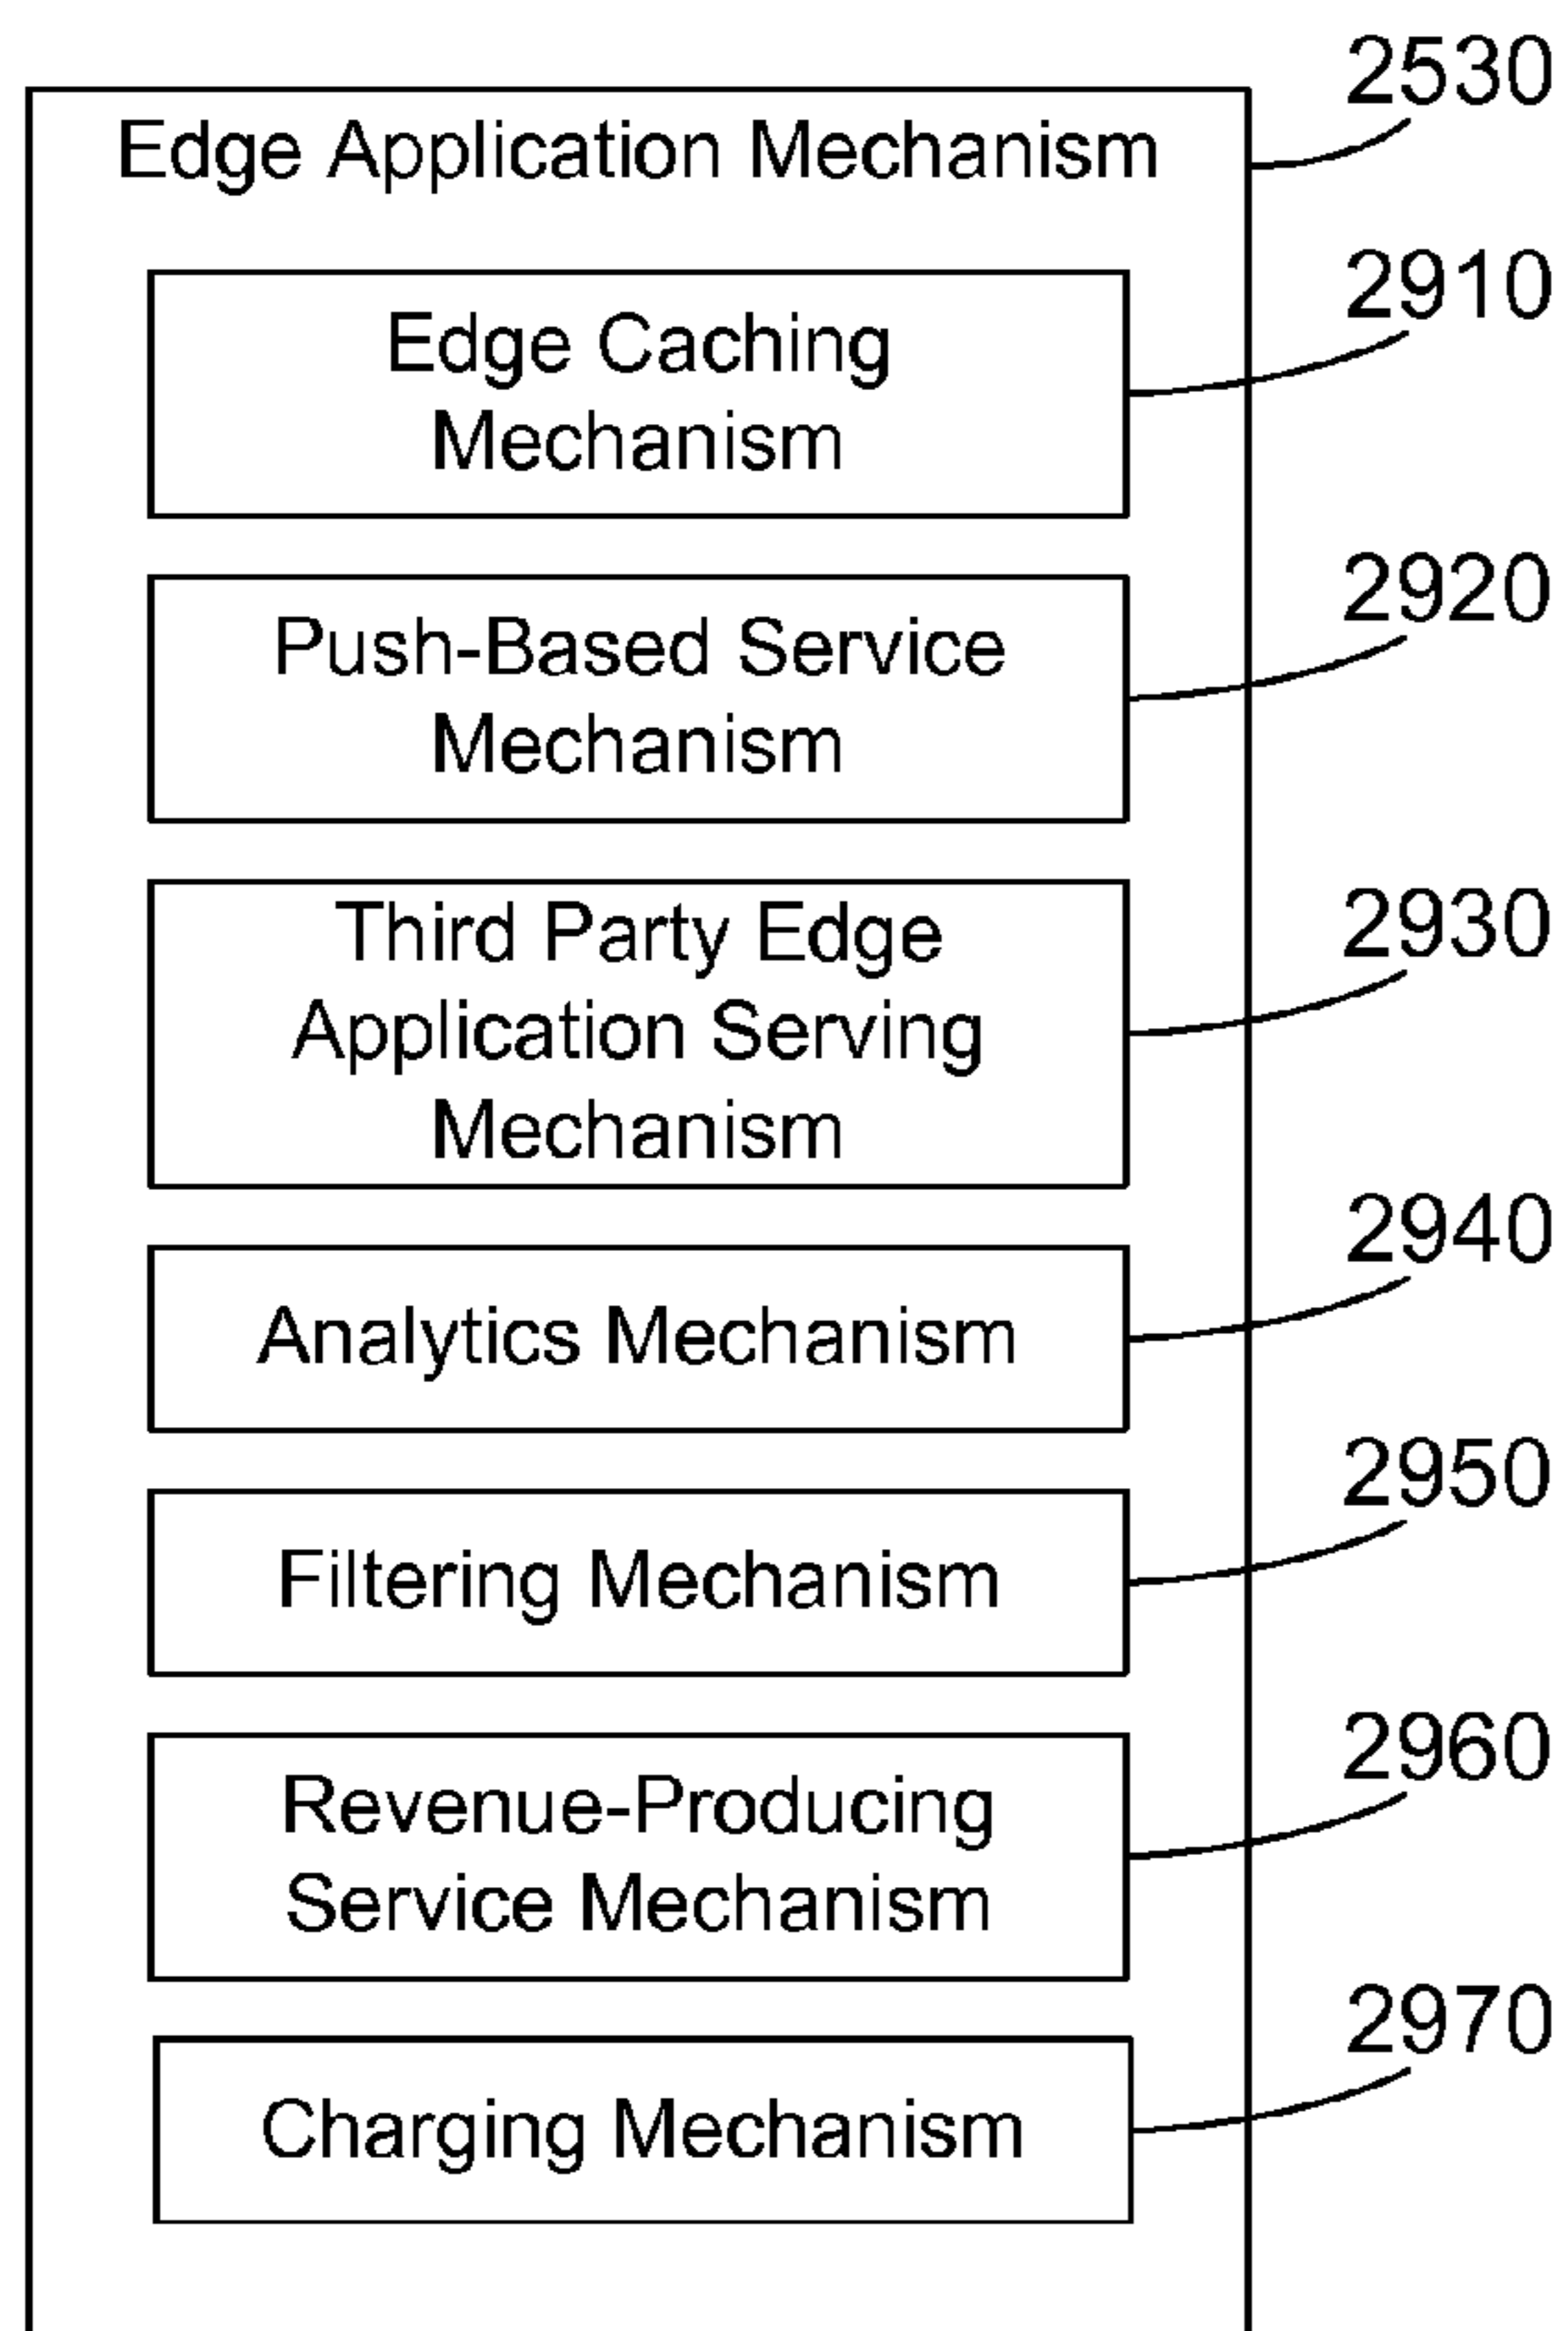 2530
Edge Application Mechanism
2910
Edge Caching
Mechanism
2920
Push-Based Service
Mechanism
2930
Third Party Edge
Application Serving
Mechanism
2940
Analytics Mechanism
2950
Filtering Mechanism
2960
Revenue-Producing
Service Mechanism
2970
Charging Mechanism